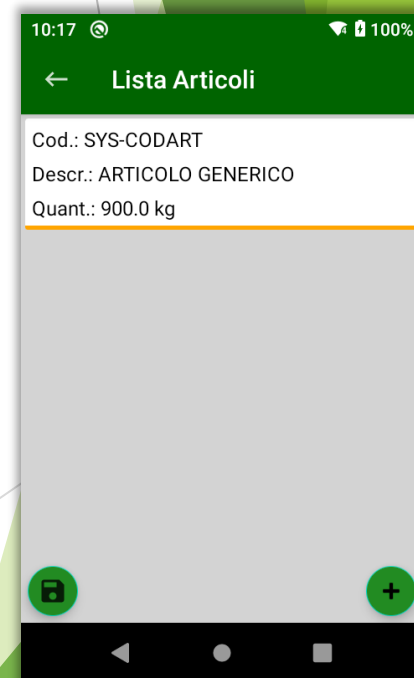 10:17 100%
Lista Articoli
Cod.: SYS-CODART
Descr.: ARTICOLO GENERICO
Quant.: 900.0 kg